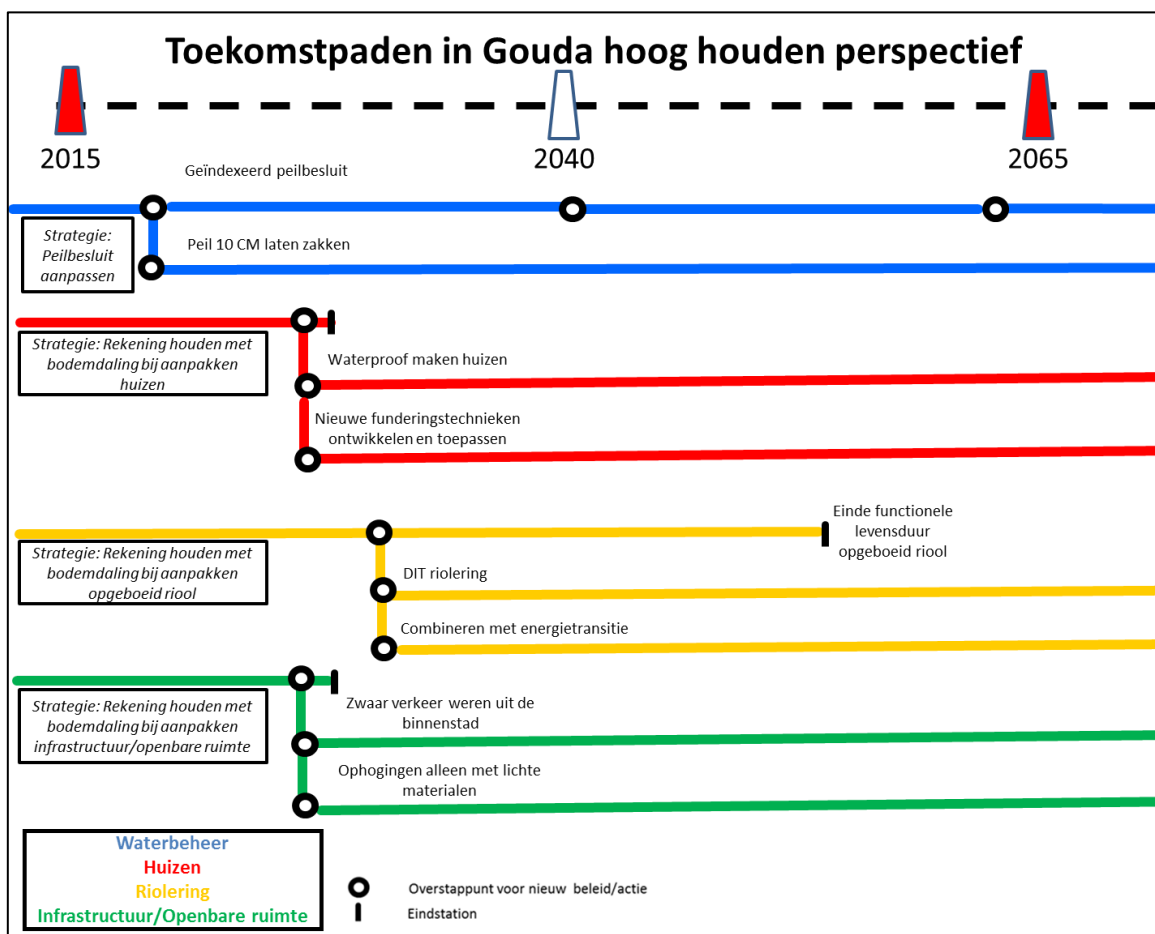 Toekomstpaden in Gouda hoog houden perspectief
2015
2040
2065
Geïndexeerd peilbesluit
Strategie:
Peilbesluit
aanpassen
Peil 10 CM laten zakken
Strategie: Rekening houden met
bodemdaling bij aanpakken
huizen
Waterproof maken huizen
Nieuwe funderingstechnieken
ontwikkelen en toepassen
Einde functionele
levensduur
opgeboeid riool
Strategie: Rekening houden met
bodemdaling bij aanpakken
opgeboeid riool
DIT riolering
Combineren met energietransitie
Strategie: Rekening houden met
bodemdaling bij aanpakken
infrastructuur/openbare ruimte
Zwaar verkeer weren uit de
binnenstad
Ophogingen alleen met lichte
materialen
Waterbeheer
Huizen
Riolering
Infrastructuur/Openbare ruimte
Overstappunt voor nieuw beleid/actie
Eindstation